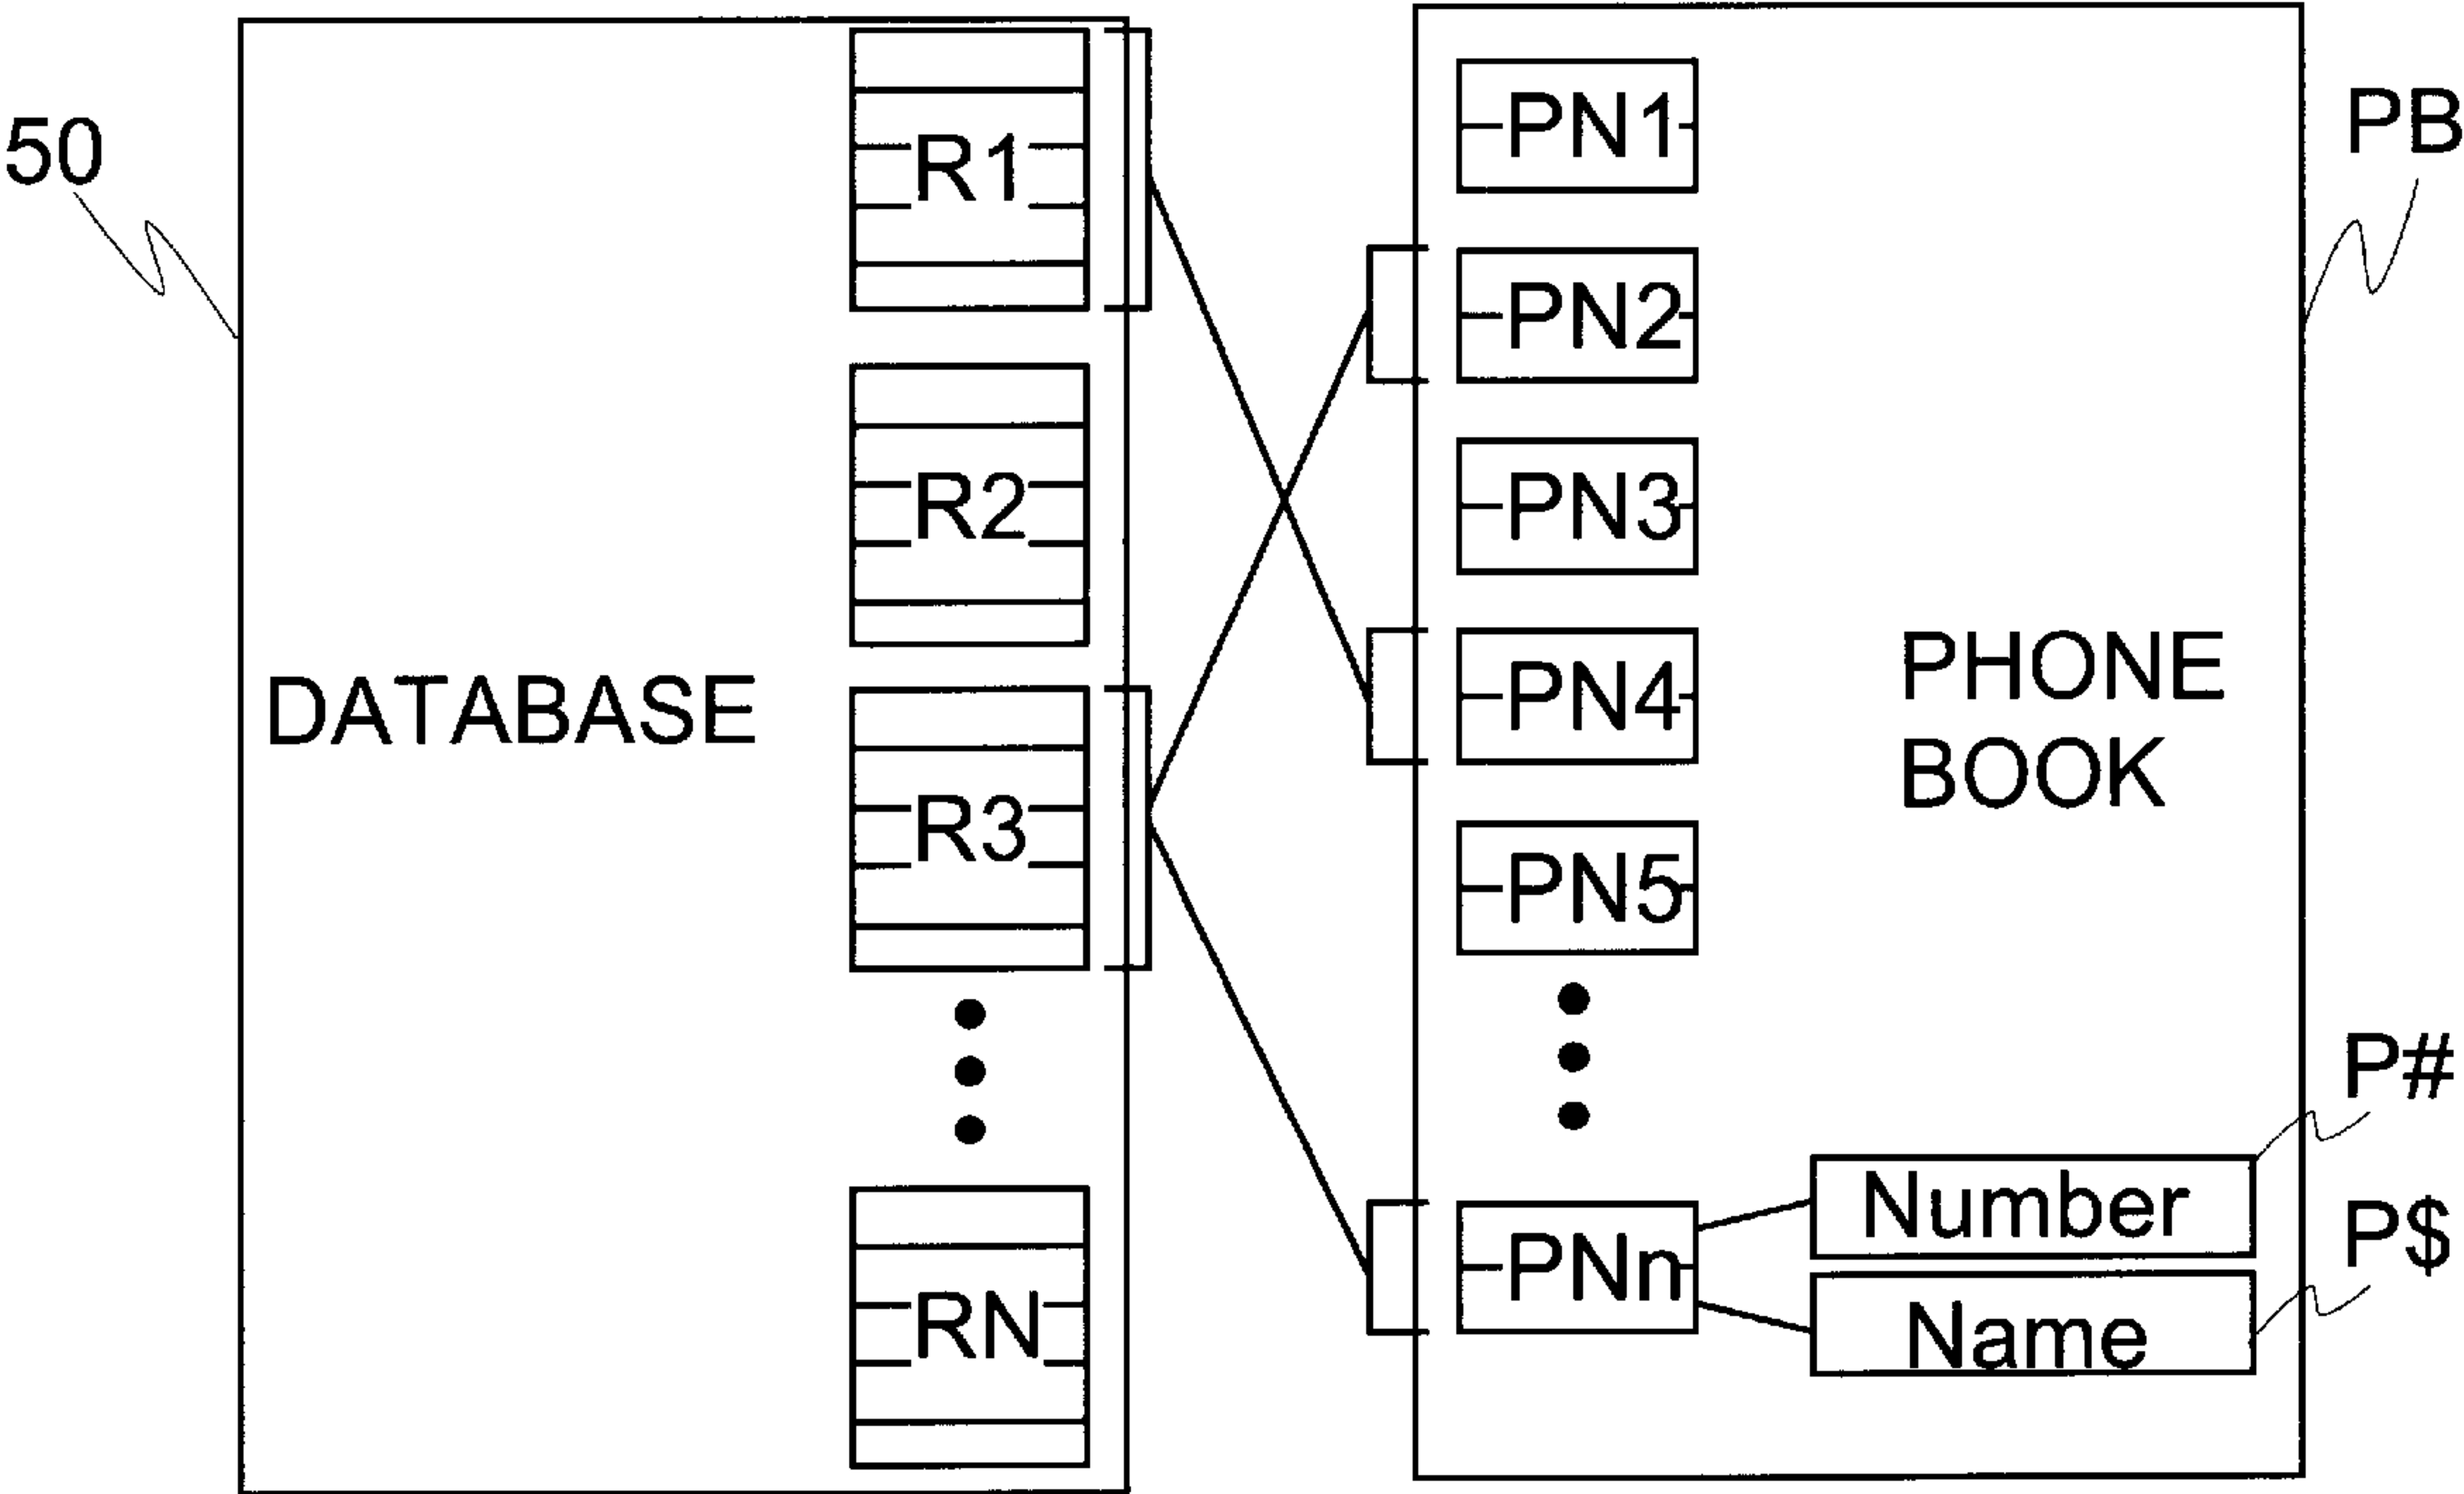 50
DATABASE
R1
R2
R3
RN
PN1
PN2
PN3
PN4
PN5
PNn
PHONE
BOOK
Number
Name
PB
P#
P$